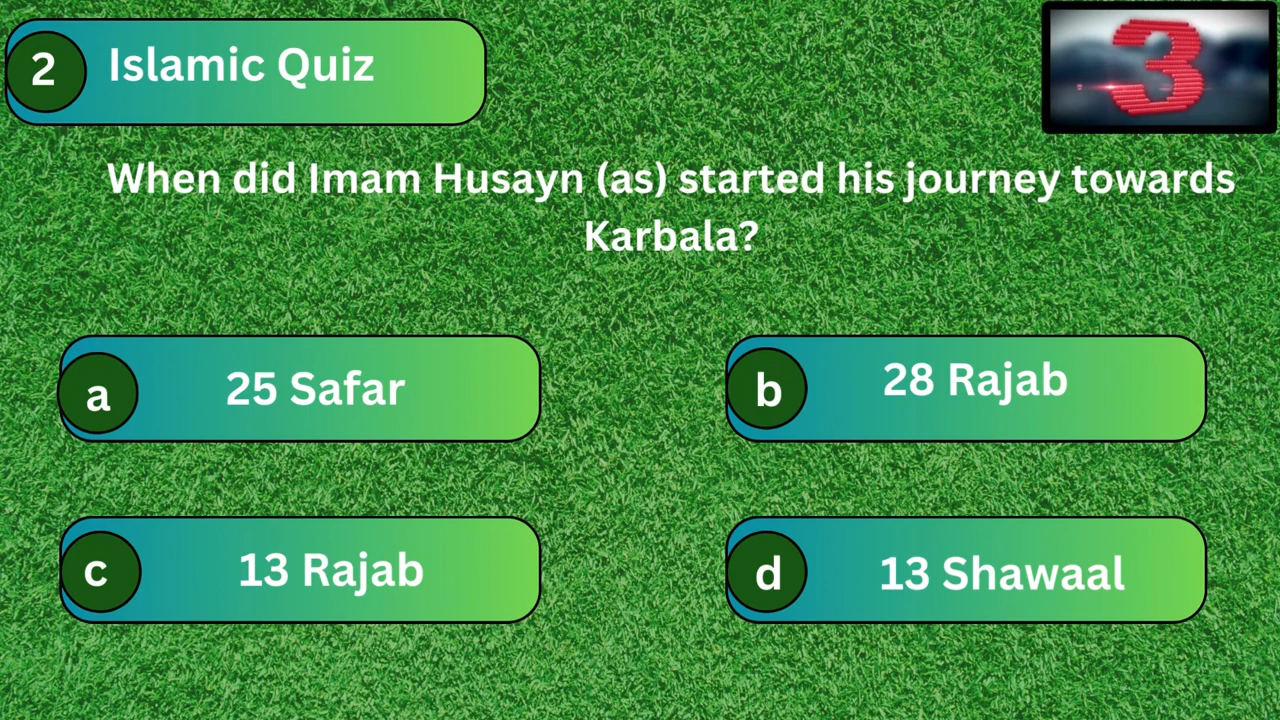 2
Islamic Quiz
3
When did Imam Husayn (as) started his journey towards
Karbala?
a
25 Safar
b
28 Rajab
c
13 Rajab
d
13 Shawaal